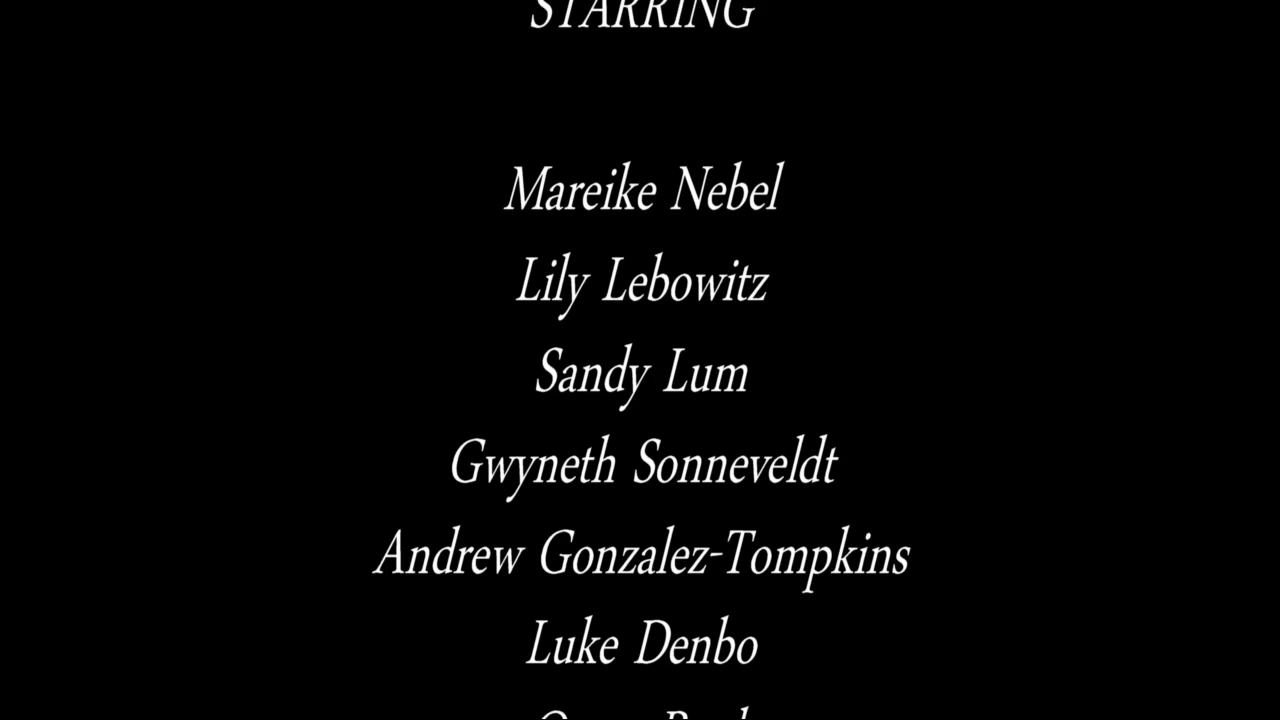 STARRING
Mareike Nebel
Lily Lebowitz
Sandy Lum
Gwyneth Sonneveldt
Andrew Gonzalez-Tompkins
Luke Denbo